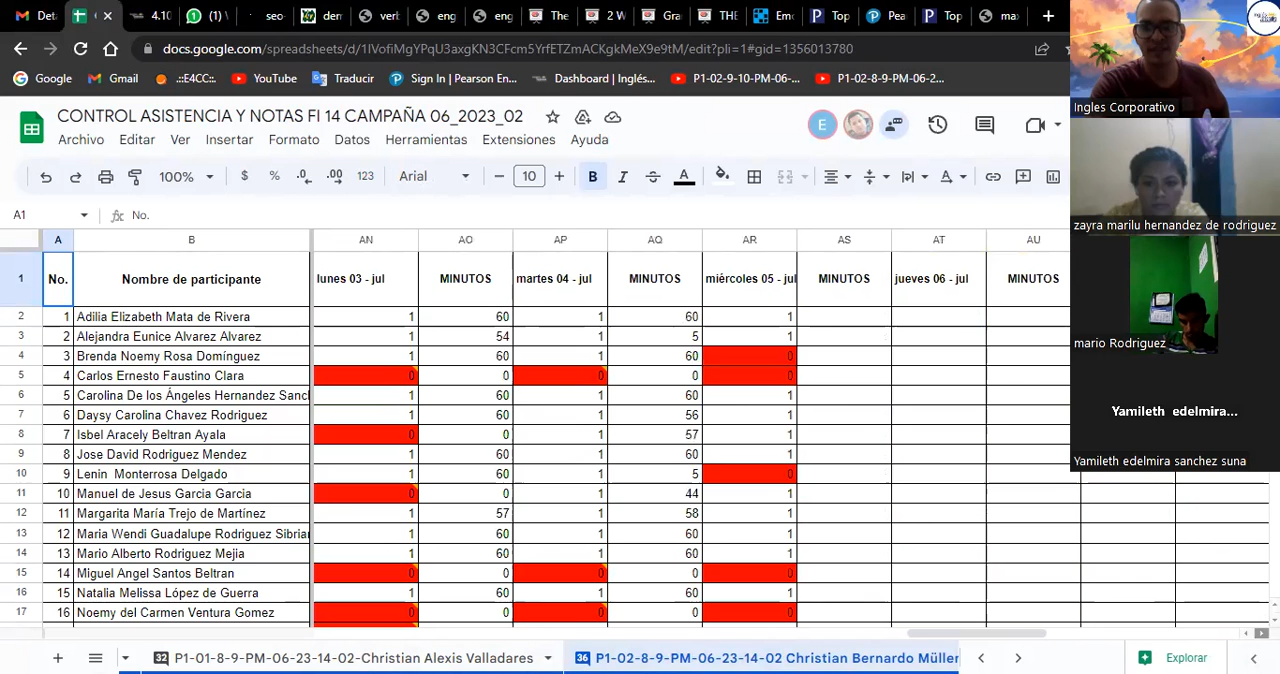 Deta
4.10
1
(1)
seo
den
verb
eng
eng
The
2 W
Gra
THE
Emo
Top
Pea
Top
max
docs.google.com/spreadsheets/d/1IVofiMgYPqU3axgKN3CFcm5YrfETZmACKgkMeX9e9tM/edit?pli=1#gid=1356013780
Google
Gmail
.::E4CC:.
YouTube
Traducir
Sign In | Pearson En...
Dashboard | Inglés...
P1-02-9-10-PM-06-...
P1-02-8-9-PM-06-2...
CONTROL ASISTENCIA Y NOTAS FI 14 CAMPAÑA 06_2023_02
Archivo Editar Ver Insertar Formato Datos Herramientas Extensiones Ayuda
E
100% $ % .0 .00 123 Arial 10 B I A
A1 fx No.
A B AN AO AP AQ AR AS AT AU
1 No. Nombre de participante lunes 03 - jul MINUTOS martes 04 - jul MINUTOS miércoles 05 - jul MINUTOS jueves 06 - jul MINUTOS
2 1 Adilia Elizabeth Mata de Rivera 1 60 1 60 1
3 2 Alejandra Eunice Alvarez Alvarez 1 54 1 5 1
4 3 Brenda Noemy Rosa Domínguez 1 60 1 60 0
5 4 Carlos Ernesto Faustino Clara 0 0 0 0 0
6 5 Carolina De los Ángeles Hernandez Sanc 1 60 1 60 1
7 6 Daysy Carolina Chavez Rodriguez 1 60 1 56 1
8 7 Isbel Aracely Beltran Ayala 0 0 1 57 1
9 8 Jose David Rodriguez Mendez 1 60 1 60 1
10 9 Lenin Monterrosa Delgado 1 60 1 5 0
11 10 Manuel de Jesus Garcia Garcia 0 0 1 44 1
12 11 Margarita María Trejo de Martínez 1 57 1 58 1
13 12 Maria Wendi Guadalupe Rodriguez Sibrian 1 60 1 60 1
14 13 Mario Alberto Rodriguez Mejia 1 60 1 60 1
15 14 Miguel Angel Santos Beltran 0 0 0 0 0
16 15 Natalia Melissa López de Guerra 1 60 1 60 1
17 16 Noemy del Carmen Ventura Gomez 0 0 0 0 0
32 P1-01-8-9-PM-06-23-14-02-Christian Alexis Valladares
36 P1-02-8-9-PM-06-23-14-02 Christian Bernardo Müller
Explorar
Ingles Corporativo
zayra marilu hernandez de rodriguez
mario Rodriguez
Yamileth edelmira...
Yamileth edelmira sanchez suna